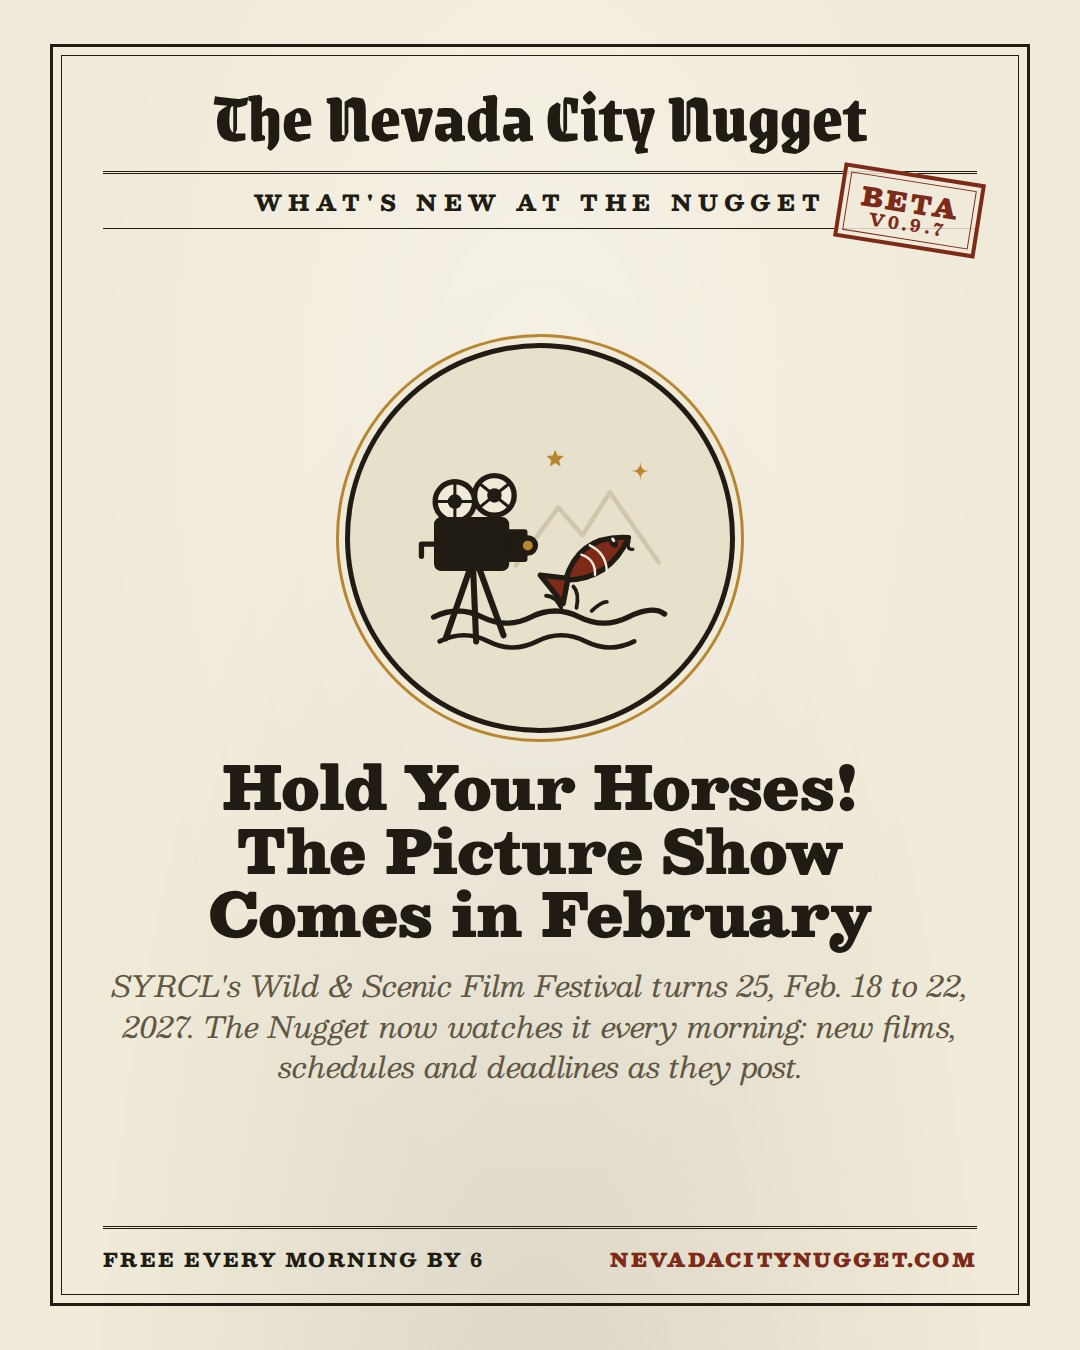 The Nevada City Nugget
WHAT'S NEW AT THE NUGGET
BETA
V0.9.7
Hold Your Horses!
The Picture Show
Comes in February
SYRCL's Wild & Scenic Film Festival turns 25, Feb. 18 to 22,
2027. The Nugget now watches it every morning: new films,
schedules and deadlines as they post.
FREE EVERY MORNING BY 6
NEVADACITYNUGGET.COM